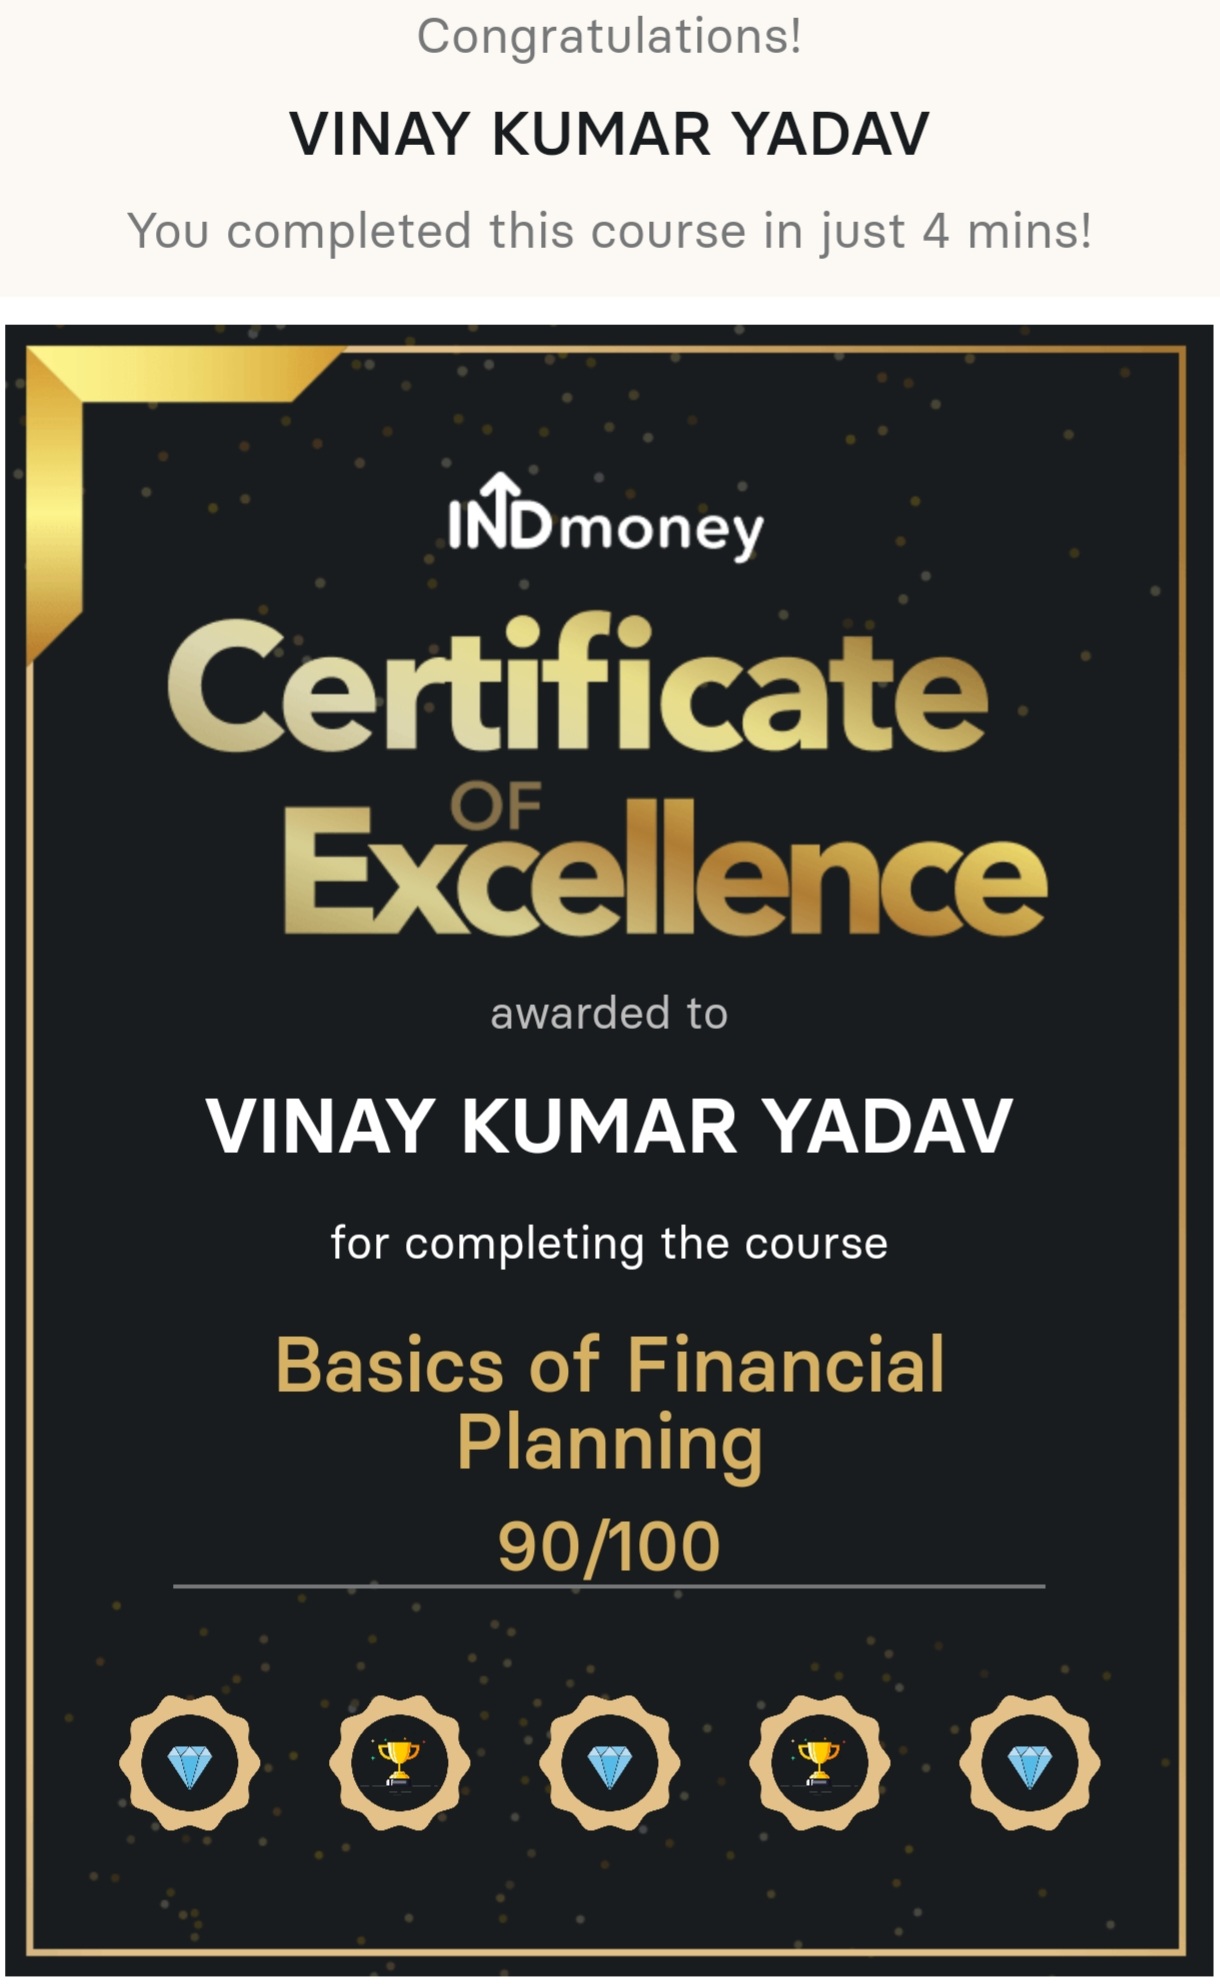 Congratulations!
VINAY KUMAR YADAV
You completed this course in just 4 mins!
INDmoney
Certificate
OF
Excellence
awarded to
VINAY KUMAR YADAV
for completing the course
Basics of Financial
Planning
90/100